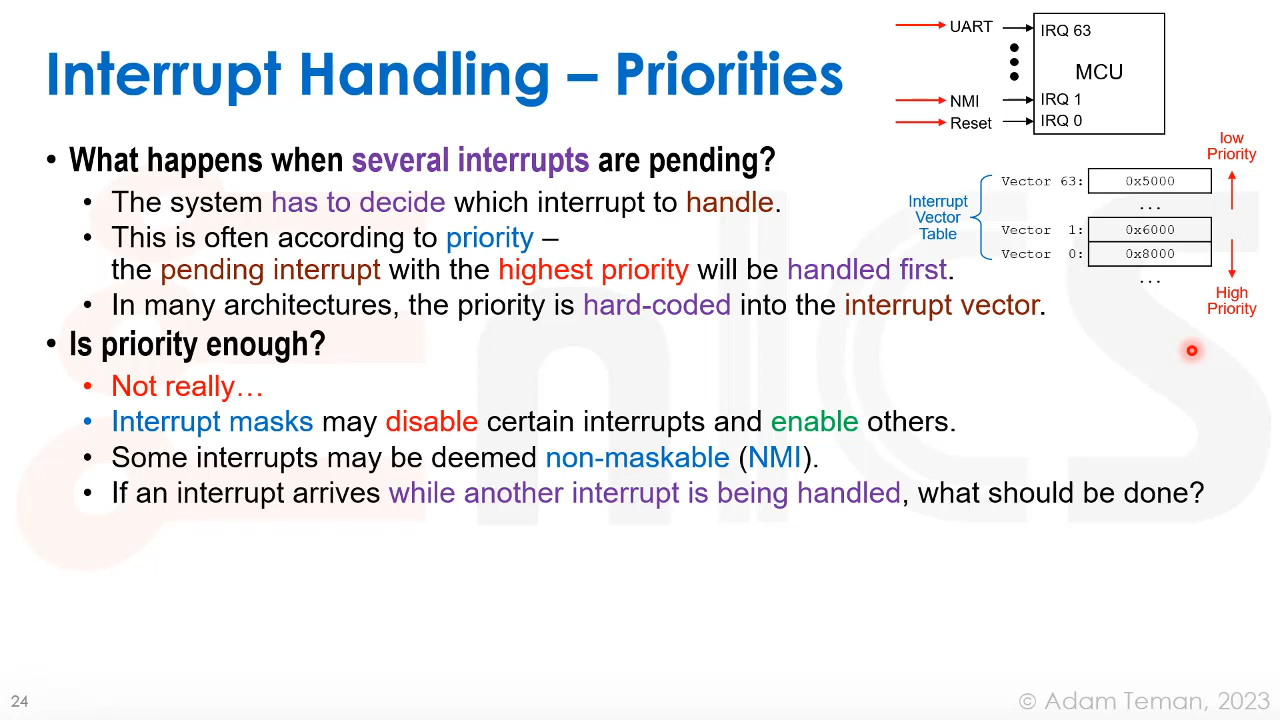 Interrupt Handling – Priorities
• What happens when several interrupts are pending?
• The system has to decide which interrupt to handle.
• This is often according to priority –
the pending interrupt with the highest priority will be handled first.
• In many architectures, the priority is hard-coded into the interrupt vector.
• Is priority enough?
• Not really…
• Interrupt masks may disable certain interrupts and enable others.
• Some interrupts may be deemed non-maskable (NMI).
• If an interrupt arrives while another interrupt is being handled, what should be done?
UART IRQ 63
MCU
NMI IRQ 1
Reset IRQ 0
low
Priority
Interrupt
Vector
Table
Vector 63: 0x5000
...
Vector 1: 0x6000
Vector 0: 0x8000
...
High
Priority
EnICS
24
© Adam Teman, 2023